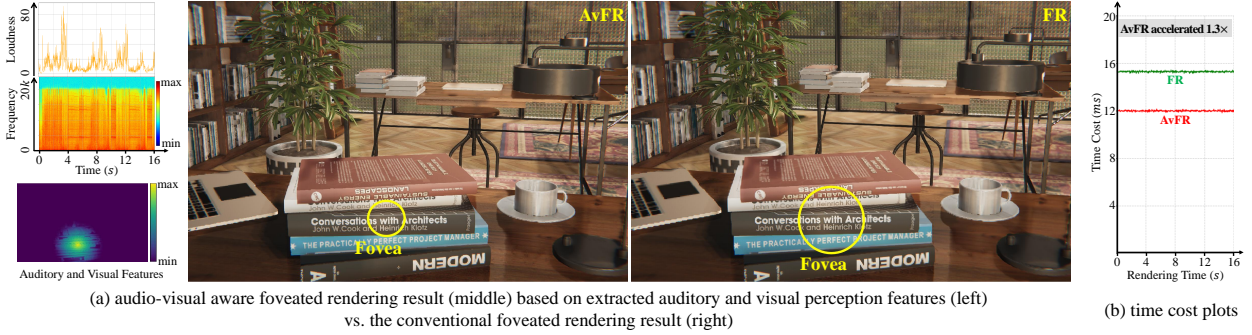 80
Loudness
0
max
20k
Frequency
0
min
0 4 8 12 16
Time (s)
max
min
Auditory and Visual Features
AvFR
LANDSCAPES
SUSTAINABLE ENERGY
Conversations with Architects
John W. Cook and Heinrich Klotz
THE PRACTICALLY PERFECT PROJECT MANAGER
MODERN
Fovea
FR
LANDSCAPES
SUSTAINABLE ENERGY
Conversations with Architects
John W. Cook and Heinrich Klotz
THE PRACTICALLY PERFECT PROJECT MANAGER
MODERN
Fovea
(a) audio-visual aware foveated rendering result (middle) based on extracted auditory and visual perception features (left)
vs. the conventional foveated rendering result (right)
20
AvFR accelerated 1.3×
16
FR
12
AvFR
Time Cost (ms)
8
4
0 4 8 12 16
Rendering Time (s)
(b) time cost plots